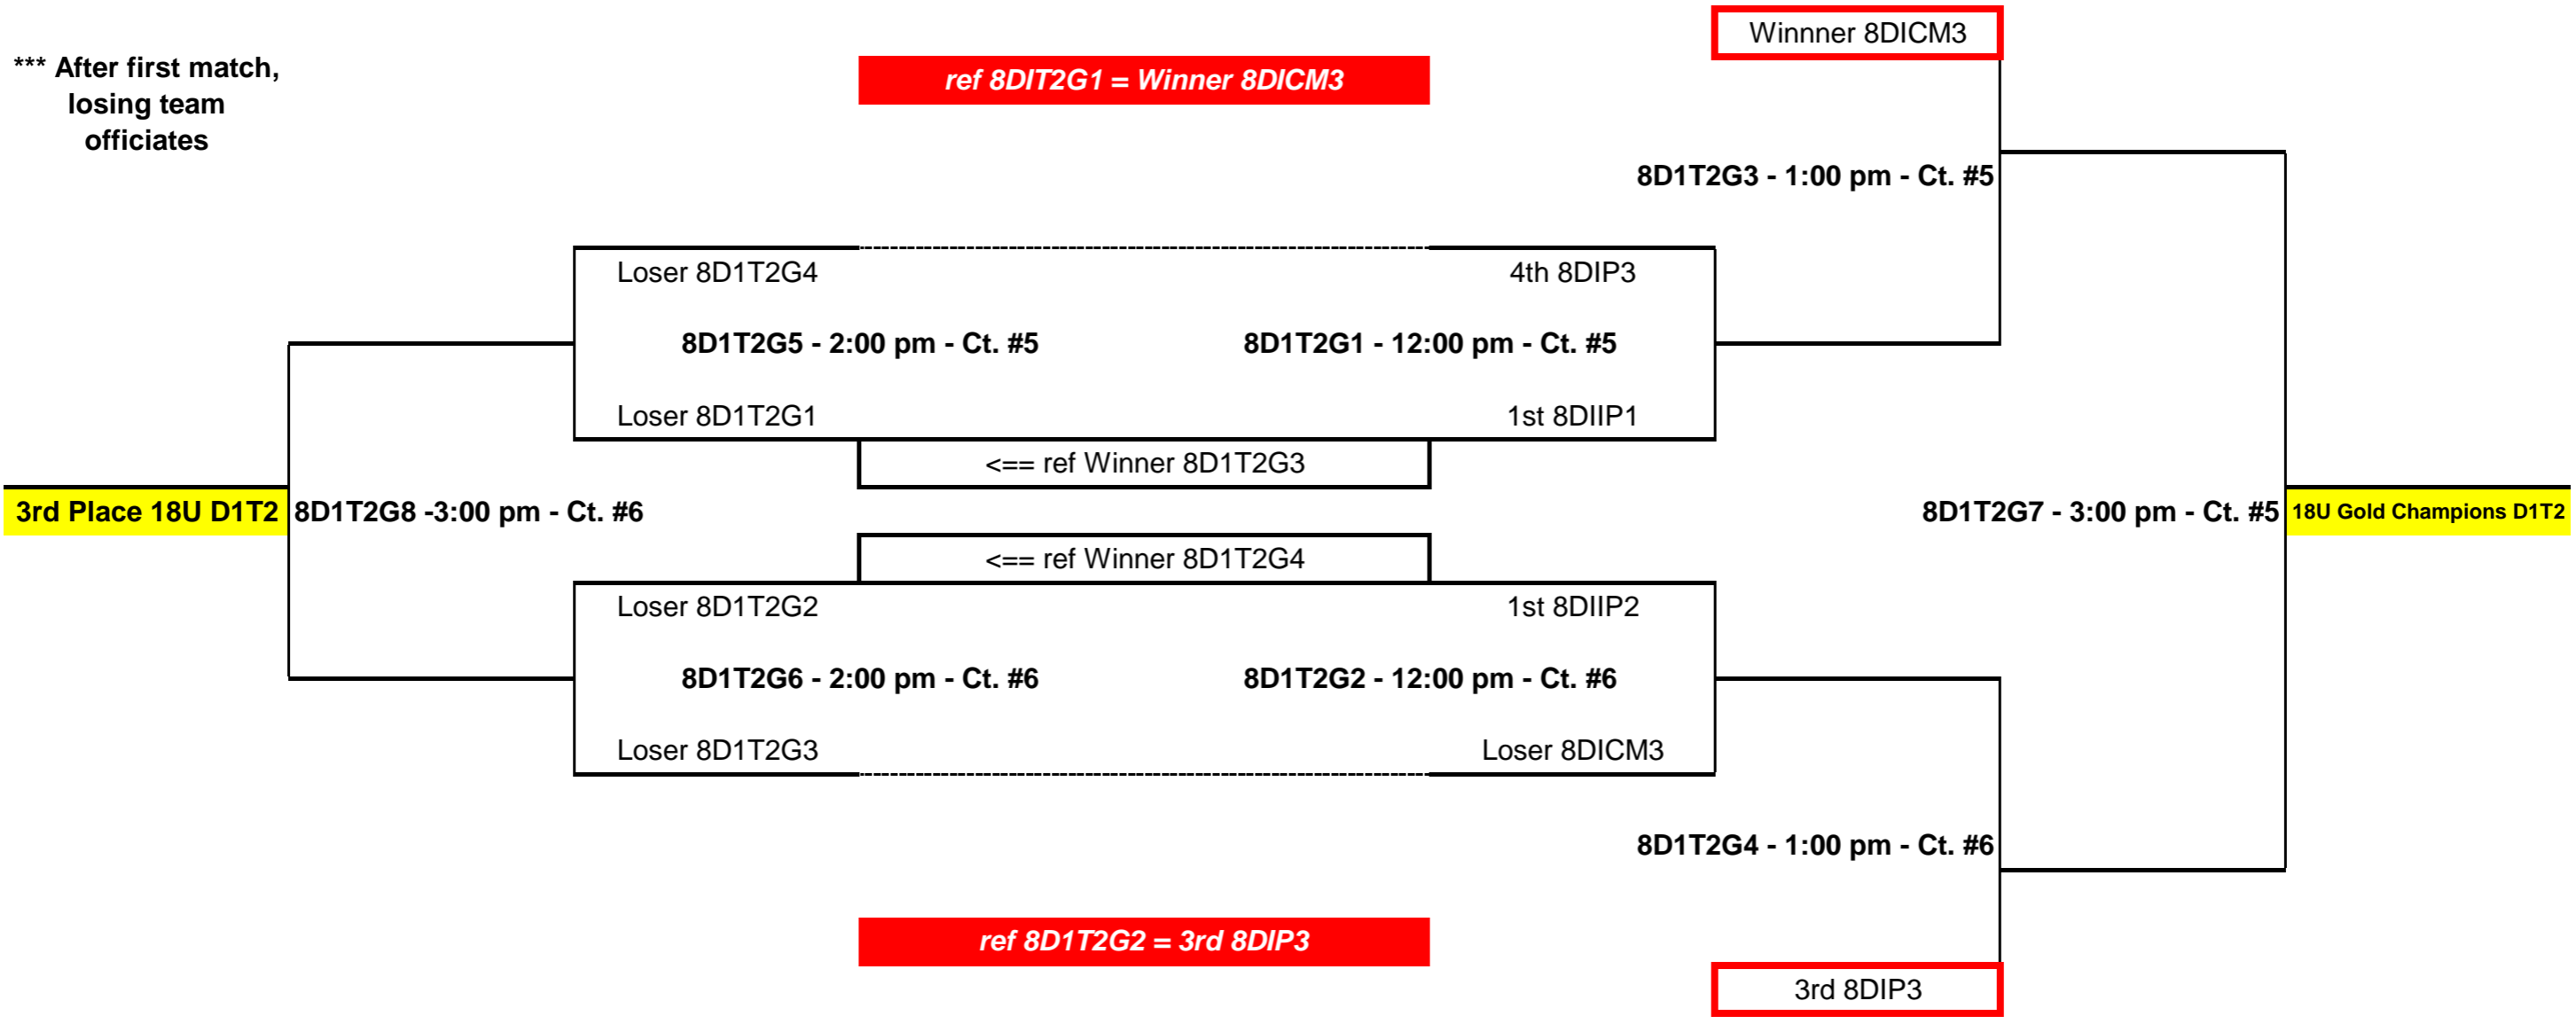 Winnner 8DICM3
*** After first match,
losing team
officiates
ref 8DIT2G1 = Winner 8DICM3
8D1T2G3 - 1:00 pm - Ct. #5
Loser 8D1T2G4
4th 8DIP3
8D1T2G5 - 2:00 pm - Ct. #5
8D1T2G1 - 12:00 pm - Ct. #5
Loser 8D1T2G1
1st 8DIIP1
<== ref Winner 8D1T2G3
3rd Place 18U D1T2
8D1T2G8 -3:00 pm - Ct. #6
8D1T2G7 - 3:00 pm - Ct. #5
18U Gold Champions D1T2
<== ref Winner 8D1T2G4
Loser 8D1T2G2
1st 8DIIP2
8D1T2G6 - 2:00 pm - Ct. #6
8D1T2G2 - 12:00 pm - Ct. #6
Loser 8D1T2G3
Loser 8DICM3
8D1T2G4 - 1:00 pm - Ct. #6
ref 8D1T2G2 = 3rd 8DIP3
3rd 8DIP3